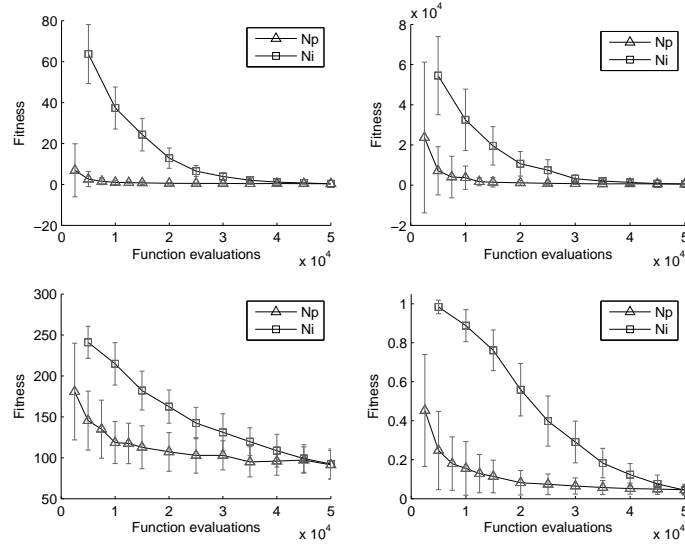 80
60
40
20
0
−20
Fitness
0 1 2 3 4 5
x 10^4
Function evaluations
Np
Ni
x 10^4
8
6
4
2
0
−2
Fitness
0 1 2 3 4 5
x 10^4
Function evaluations
Np
Ni
300
250
200
150
100
50
Fitness
0 1 2 3 4 5
x 10^4
Function evaluations
Np
Ni
1
0.8
0.6
0.4
0.2
0
Fitness
0 1 2 3 4 5
x 10^4
Function evaluations
Np
Ni